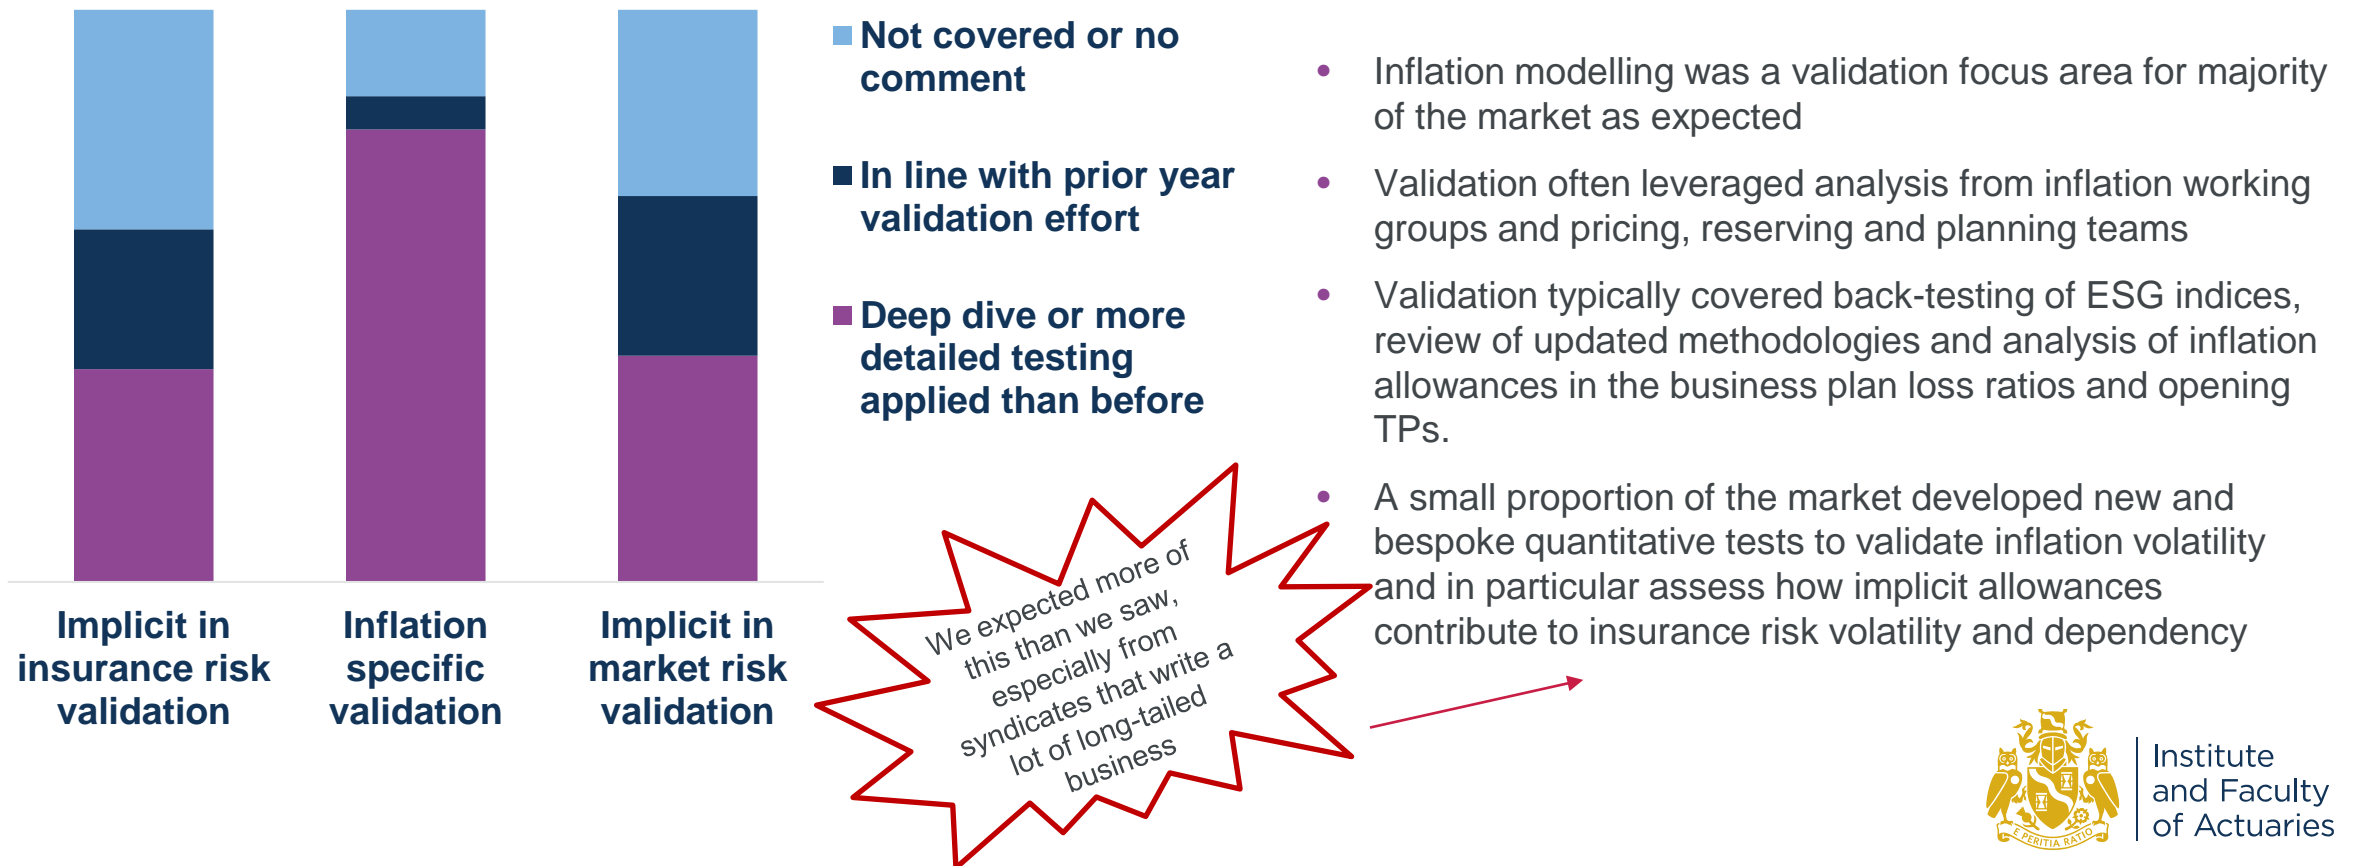 Not covered or no
comment
In line with prior year
validation effort
Deep dive or more
detailed testing
applied than before
Implicit in
insurance risk
validation
Inflation
specific
validation
Implicit in
market risk
validation
We expected more of
this than we saw,
especially from
syndicates that write a
lot of long-tailed
business
• Inflation modelling was a validation focus area for majority
of the market as expected
• Validation often leveraged analysis from inflation working
groups and pricing, reserving and planning teams
• Validation typically covered back-testing of ESG indices,
review of updated methodologies and analysis of inflation
allowances in the business plan loss ratios and opening
TPs.
• A small proportion of the market developed new and
bespoke quantitative tests to validate inflation volatility
and in particular assess how implicit allowances
contribute to insurance risk volatility and dependency
E PERITIA RATIO
Institute
and Faculty
of Actuaries